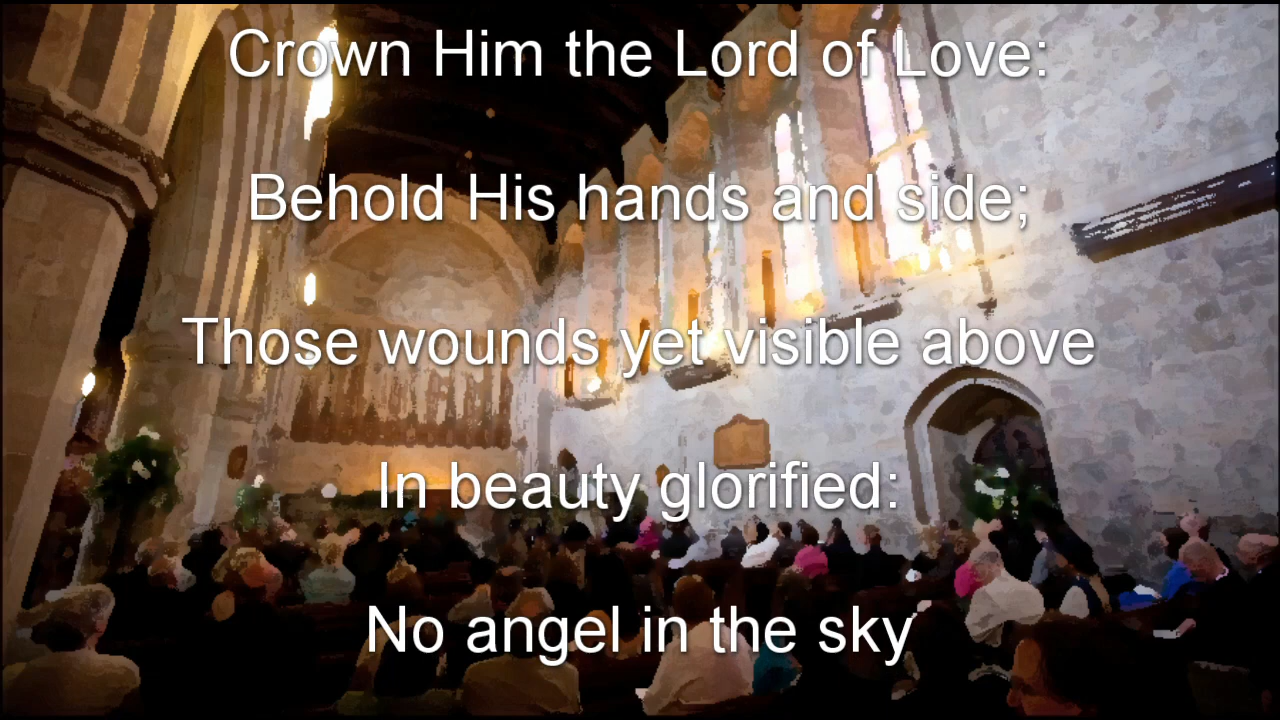 Crown Him the Lord of Love:
Behold His hands and side;
Those wounds yet visible above
In beauty glorified:
No angel in the sky